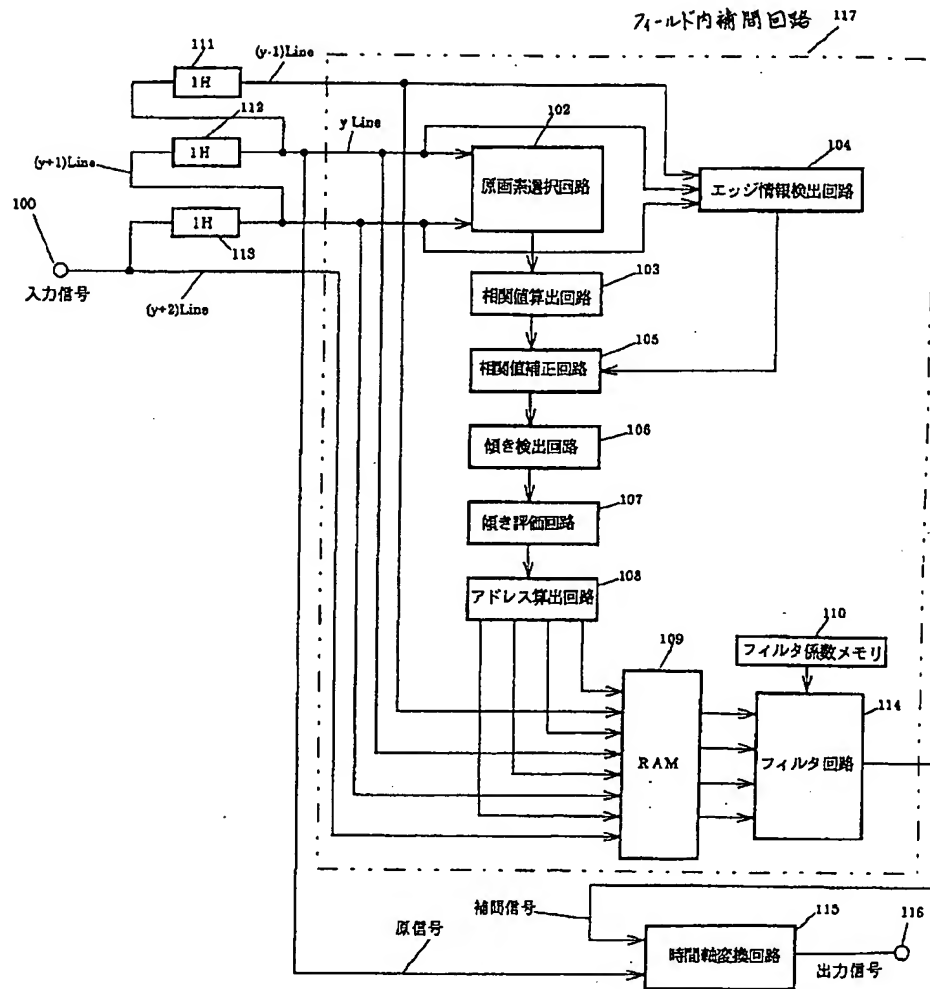 フィールド内補間回路
117
111
1H
(y-1)Line
112
1H
y Line
(y+1)Line
102
原画素選択回路
104
エッジ情報検出回路
100
入力信号
1H
113
(y+2)Line
103
相関値算出回路
105
相関値補正回路
106
傾き検出回路
107
傾き評価回路
108
アドレス算出回路
109
RAM
110
フィルタ係数メモリ
114
フィルタ回路
補間信号
原信号
115
時間軸変換回路
116
出力信号